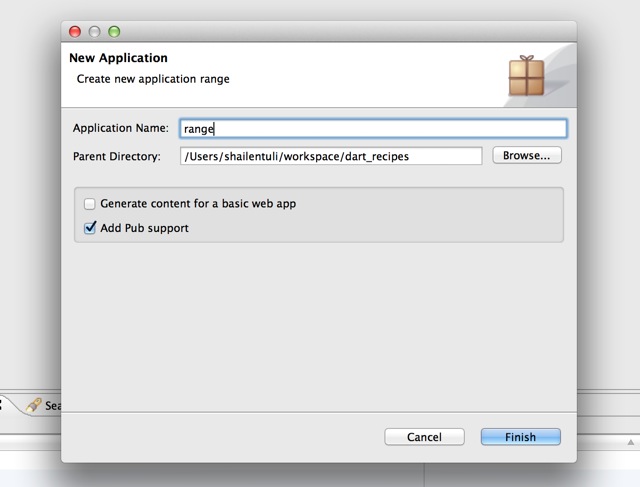 New Application
Create new application range
Application Name: range
Parent Directory: /Users/shailentuli/workspace/dart_recipes Browse...
Generate content for a basic web app
Add Pub support
Sea
Cancel Finish